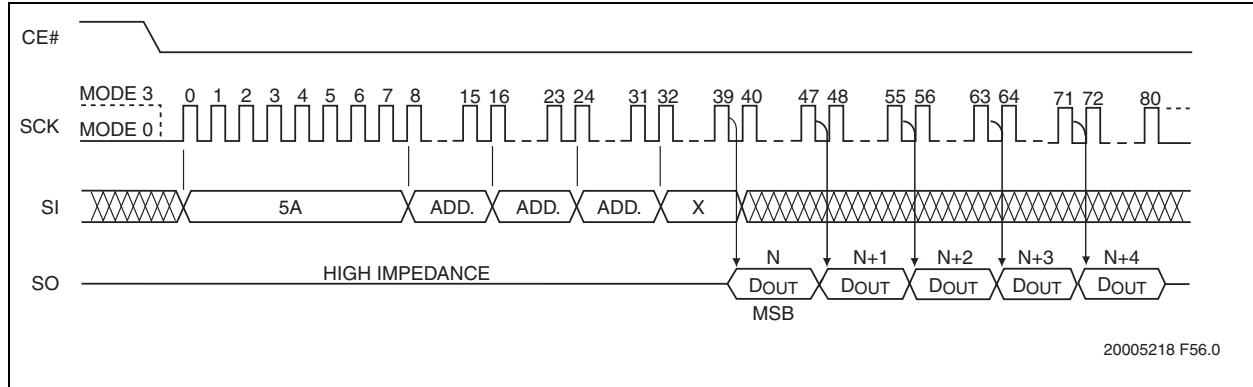 CE#
MODE 3
0 1 2 3 4 5 6 7 8 15 16 23 24 31 32 39 40 47 48 55 56 63 64 71 72 80
SCK
MODE 0
SI
5A ADD. ADD. ADD. X
N N+1 N+2 N+3 N+4
HIGH IMPEDANCE
SO
DOUT DOUT DOUT DOUT DOUT
MSB
20005218 F56.0